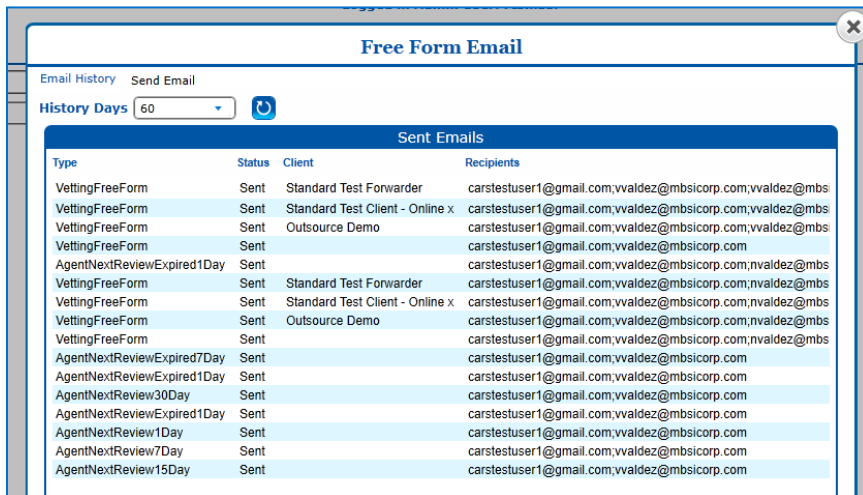 Free Form Email
Email History Send Email
History Days 60
Sent Emails
Type Status Client Recipients
VettingFreeForm Sent Standard Test Forwarder carstestuser1@gmail.com;vvaldez@mbsicorp.com;vvaldez@mbsi
VettingFreeForm Sent Standard Test Client - Online x carstestuser1@gmail.com;vvaldez@mbsicorp.com;vvaldez@mbsi
VettingFreeForm Sent Outsource Demo carstestuser1@gmail.com;vvaldez@mbsicorp.com;vvaldez@mbsi
VettingFreeForm Sent carstestuser1@gmail.com;vvaldez@mbsicorp.com
AgentNextReviewExpired1Day Sent carstestuser1@gmail.com;vvaldez@mbsicorp.com;nvaldez@mbs
VettingFreeForm Sent Standard Test Forwarder carstestuser1@gmail.com;vvaldez@mbsicorp.com;nvaldez@mbs
VettingFreeForm Sent Standard Test Client - Online x carstestuser1@gmail.com;vvaldez@mbsicorp.com;nvaldez@mbs
VettingFreeForm Sent Outsource Demo carstestuser1@gmail.com;vvaldez@mbsicorp.com;nvaldez@mbs
VettingFreeForm Sent carstestuser1@gmail.com;vvaldez@mbsicorp.com;nvaldez@mbs
AgentNextReviewExpired7Day Sent carstestuser1@gmail.com;vvaldez@mbsicorp.com
AgentNextReviewExpired1Day Sent carstestuser1@gmail.com;vvaldez@mbsicorp.com
AgentNextReview30Day Sent carstestuser1@gmail.com;vvaldez@mbsicorp.com
AgentNextReviewExpired1Day Sent carstestuser1@gmail.com;vvaldez@mbsicorp.com
AgentNextReview1Day Sent carstestuser1@gmail.com;vvaldez@mbsicorp.com
AgentNextReview7Day Sent carstestuser1@gmail.com;vvaldez@mbsicorp.com
AgentNextReview15Day Sent carstestuser1@gmail.com;vvaldez@mbsicorp.com